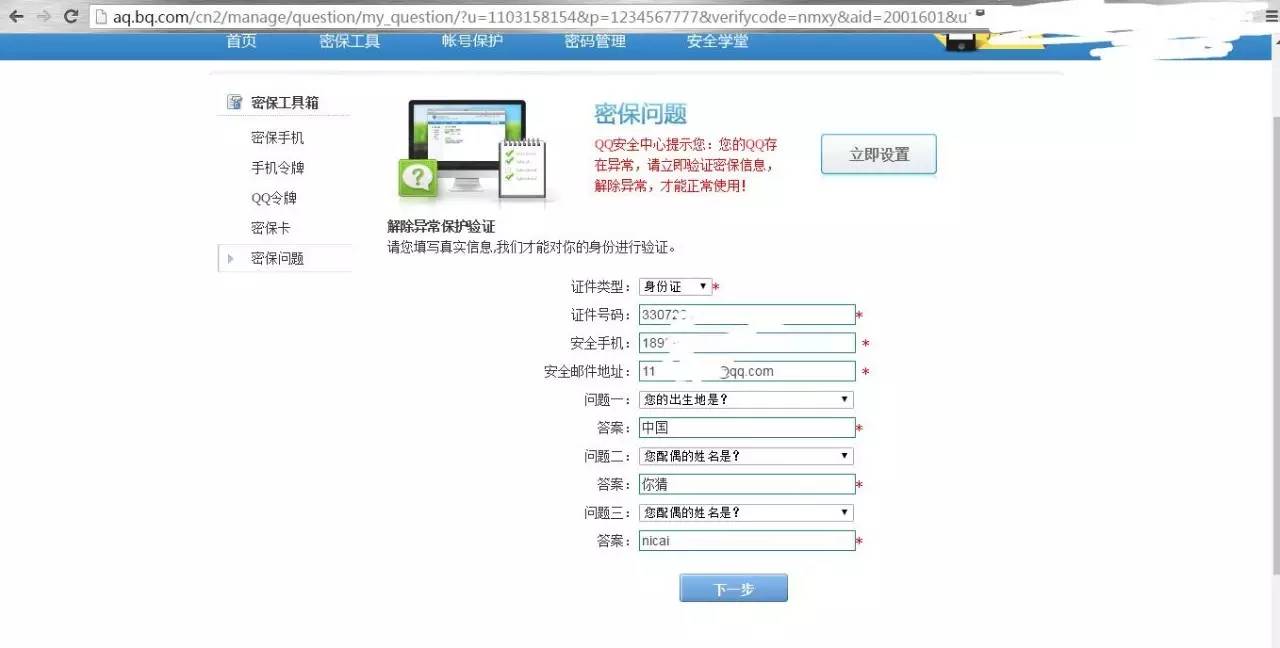 aq.bq.com/cn2/manage/question/my_question/?u=1103158154&p=1234567777&verifycode=nmxy&aid=2001601&u
首页 密保工具 帐号保护 密码管理 安全学堂
密保工具箱
密保手机
手机令牌
QQ令牌
密保卡
密保问题
密保问题
QQ安全中心提示您：您的QQ存
在异常，请立即验证密保信息，
解除异常，才能正常使用！
立即设置
解除异常保护验证
请您填写真实信息,我们才能对你的身份进行验证。
证件类型： 身份证 *
证件号码： 33072 *
安全手机： 189 *
安全邮件地址： 11 @qq.com *
问题一： 您的出生地是？
答案： 中国 *
问题二： 您配偶的姓名是？
答案： 你猜 *
问题三： 您配偶的姓名是？
答案： nicai *
下一步